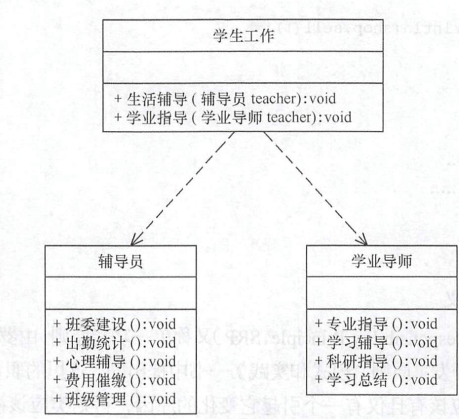 学生工作
+ 生活辅导 ( 辅导员 teacher):void
+ 学业指导 ( 学业导师 teacher):void
辅导员
+ 班委建设 ():void
+ 出勤统计 ():void
+ 心理辅导 ():void
+ 费用催缴 ():void
+ 班级管理 ():void
学业导师
+ 专业指导 ():void
+ 学习辅导 ():void
+ 科研指导 ():void
+ 学习总结 ():void